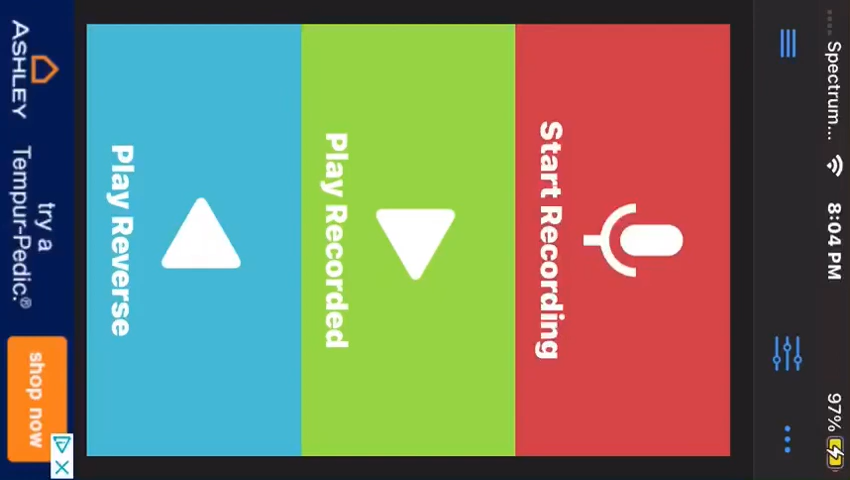 Spectrum...
8:04 PM
97%
Start Recording
Play Recorded
Play Reverse
ASHLEY
try a
Tempur-Pedic.®
shop now